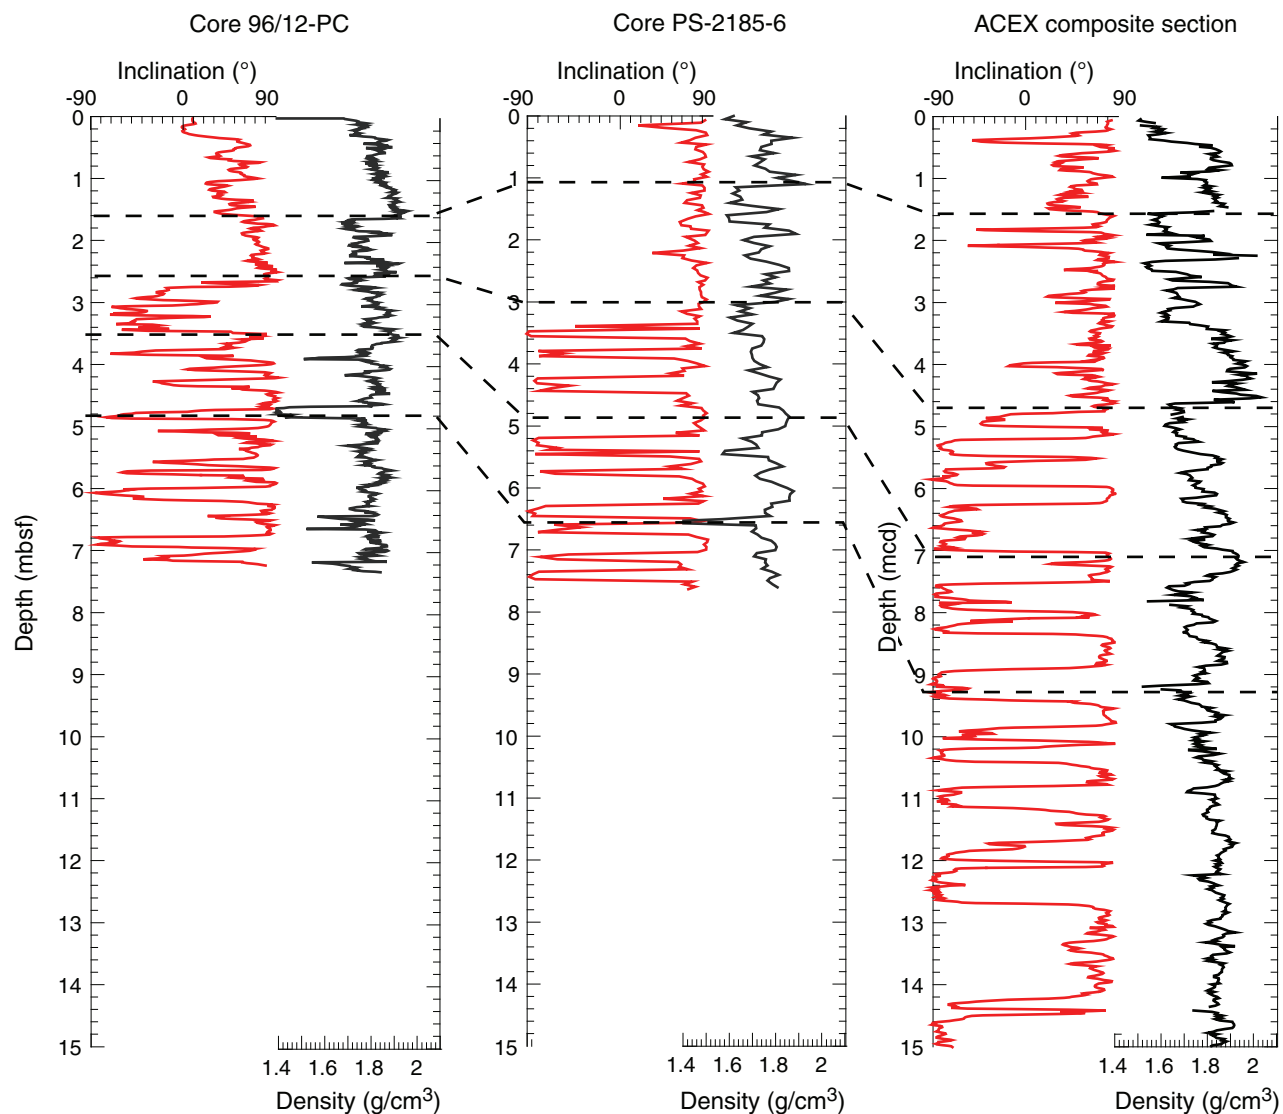 Core 96/12-PC
Core PS-2185-6
ACEX composite section
Inclination (°)
Inclination (°)
Inclination (°)
-90 0 90
-90 0 90
-90 0 90
0
1
2
3
4
5
6
7
8
9
10
11
12
13
14
15
Depth (mbsf)
0
1
2
3
4
5
6
7
8
9
10
11
12
13
14
15
0
1
2
3
4
5
6
7
8
9
10
11
12
13
14
15
Depth (mcd)
1.4 1.6 1.8 2
1.4 1.6 1.8 2
1.4 1.6 1.8 2
Density (g/cm³)
Density (g/cm³)
Density (g/cm³)